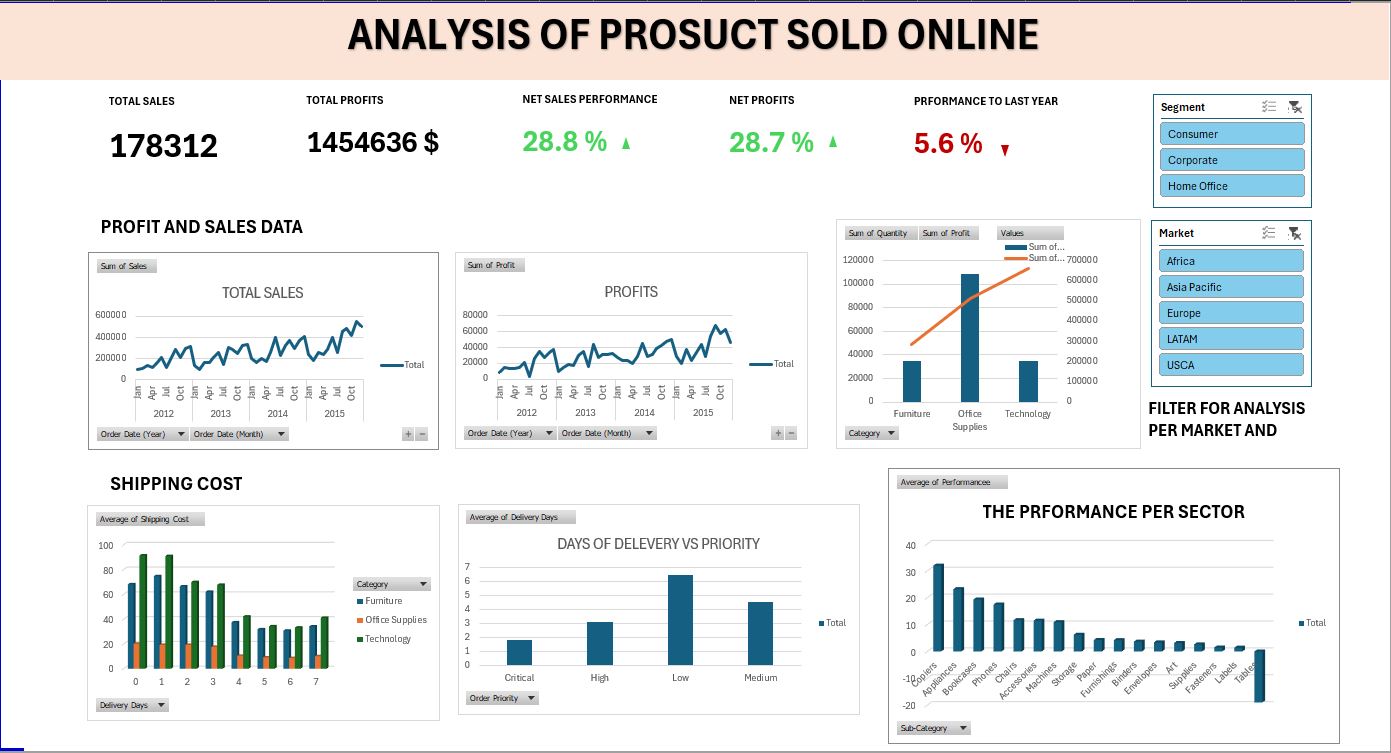 ANALYSIS OF PROSUCT SOLD ONLINE
TOTAL SALES
178312
TOTAL PROFITS
1454636 $
NET SALES PERFORMANCE
28.8 %
NET PROFITS
28.7 %
PRFORMANCE TO LAST YEAR
5.6 %
Segment
Consumer
Corporate
Home Office
PROFIT AND SALES DATA
Sum of Sales
TOTAL SALES
600000
400000
200000
0
Jan Apr Jul Oct Jan Apr Jul Oct Jan Apr Jul Oct Jan Apr Jul Oct
2012 2013 2014 2015
Total
Order Date (Year) Order Date (Month)
Sum of Profit
PROFITS
80000
60000
40000
20000
0
Jan Apr Jul Oct Jan Apr Jul Oct Jan Apr Jul Oct Jan Apr Jul Oct
2012 2013 2014 2015
Total
Order Date (Year) Order Date (Month)
Sum of Quantity Sum of Profit Values
Sum of...
Sum of...
120000 700000
100000 600000
80000 500000
60000 400000
40000 300000
20000 200000
0 100000
0
Furniture Office Supplies Technology
Category
Market
Africa
Asia Pacific
Europe
LATAM
USCA
FILTER FOR ANALYSIS
PER MARKET AND
SHIPPING COST
Average of Shipping Cost
100
80
60
40
20
0
0 1 2 3 4 5 6 7
Category
Furniture
Office Supplies
Technology
Delivery Days
Average of Delivery Days
DAYS OF DELEVERY VS PRIORITY
7
6
5
4
3
2
1
0
Critical High Low Medium
Total
Order Priority
Average of Performancee
THE PRFORMANCE PER SECTOR
40
30
20
10
0
-10
-20
Copiers Appliances Bookcases Phones Chairs Accessories Machines Storage Paper Furnishings Binders Envelopes Art Supplies Fasteners Labels Tables
Total
Sub-Category